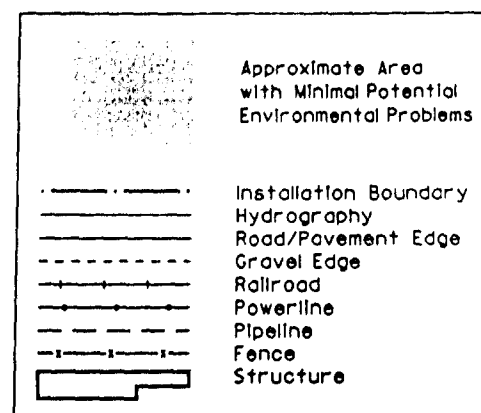 Approximate Area
with Minimal Potential
Environmental Problems
Installation Boundary
Hydrography
Road/Pavement Edge
Gravel Edge
Railroad
Powerline
Pipeline
Fence
Structure